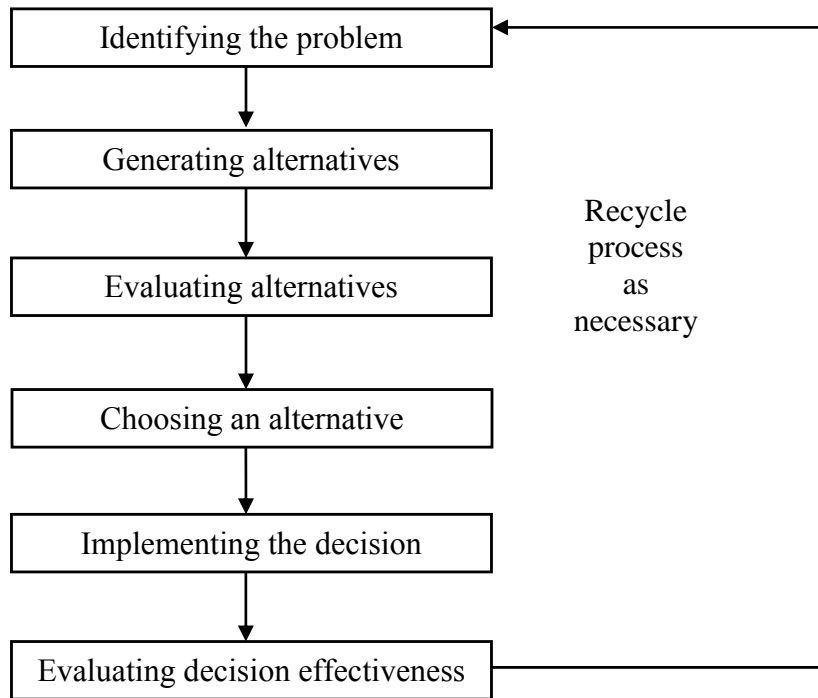 Identifying the problem
Generating alternatives
Evaluating alternatives
Choosing an alternative
Implementing the decision
Evaluating decision effectiveness
Recycle
process
as
necessary